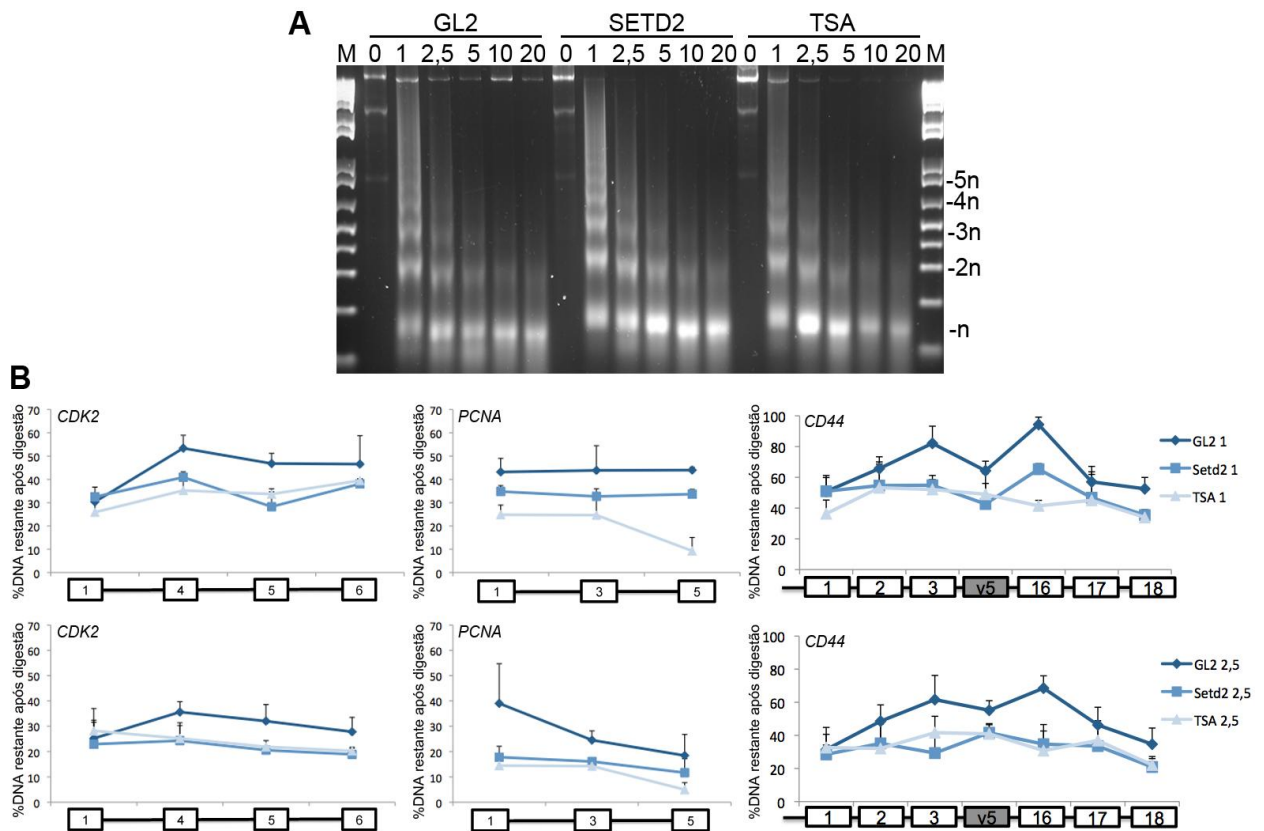 A
GL2 SETD2 TSA
M 0 1 2,5 5 10 20 0 1 2,5 5 10 20 0 1 2,5 5 10 20 M
-5n
-4n
-3n
-2n
-n
B
%DNA restante após digestão
70
60
50
40
30
20
10
0
CDK2
1 4 5 6
%DNA restante após digestão
70
60
50
40
30
20
10
0
PCNA
1 3 5
%DNA restante após digestão
100
80
60
40
20
0
CD44
1 2 3 v5 16 17 18
GL2 1
Setd2 1
TSA 1
%DNA restante após digestão
70
60
50
40
30
20
10
0
CDK2
1 4 5 6
%DNA restante após digestão
70
60
50
40
30
20
10
0
PCNA
1 3 5
%DNA restante após digestão
100
80
60
40
20
0
CD44
1 2 3 v5 16 17 18
GL2 2,5
Setd2 2,5
TSA 2,5